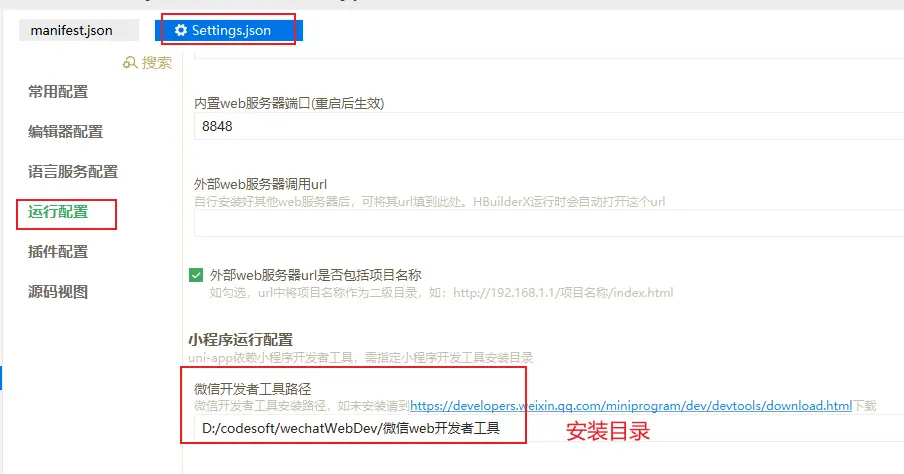 manifest.json
Settings.json
搜索
常用配置
编辑器配置
语言服务配置
运行配置
插件配置
源码视图
内置web服务器端口(重启后生效)
8848
外部web服务器调用url
自行安装好其他web服务器后，可将其url填到此处。HBuilderX运行时会自动打开这个url
外部web服务器url是否包括项目名称
如勾选，url中将项目名称作为二级目录，如：http://192.168.1.1/项目名称/index.html
小程序运行配置
uni-app依赖小程序开发者工具，需指定小程序开发工具安装目录
微信开发者工具路径
微信开发者工具安装路径，如未安装请到https://developers.weixin.qq.com/miniprogram/dev/devtools/download.html下载
D:/codesoft/wechatWebDev/微信web开发者工具
安装目录